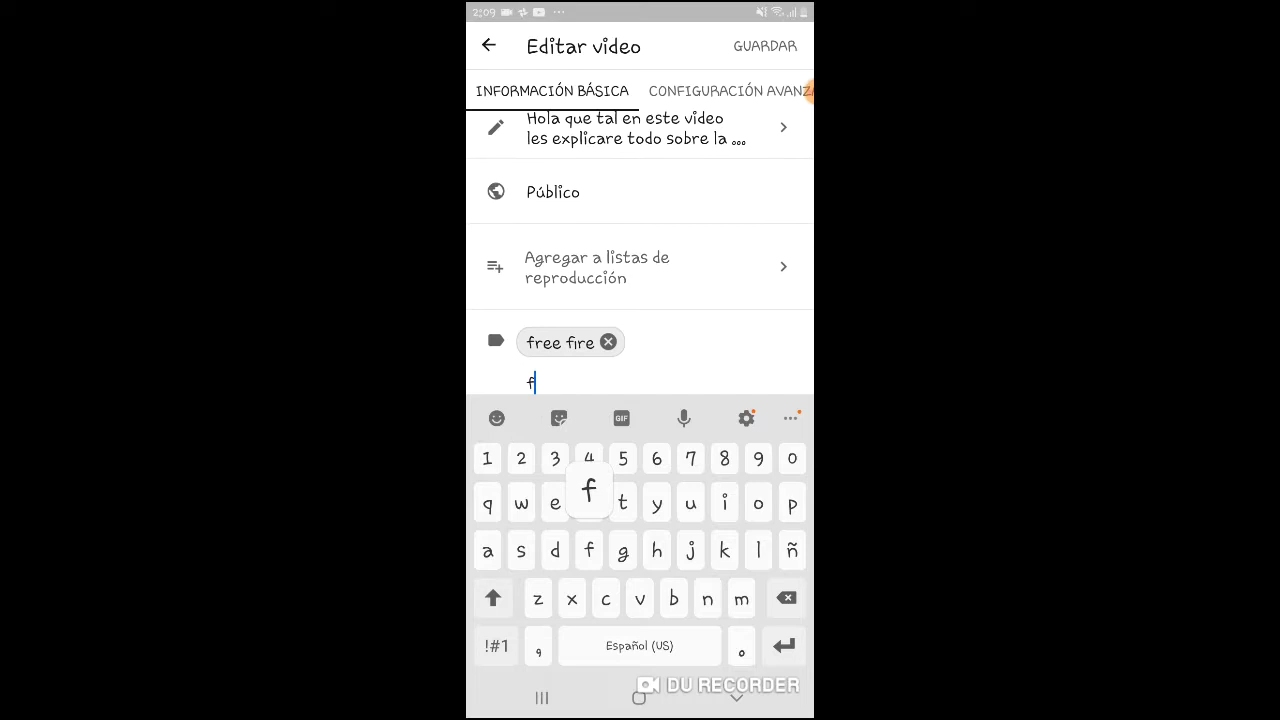 2:09
Editar video
GUARDAR
INFORMACIÓN BÁSICA
CONFIGURACIÓN AVANZA
Hola que tal en este video
les explicare todo sobre la ...
Público
Agregar a listas de
reproducción
free fire
f
GIF
1 2 3 4 5 6 7 8 9 0
f
q w e t y u i o p
a s d f g h j k l ñ
z x c v b n m
!#1 , Español (US) .
DU RECORDER